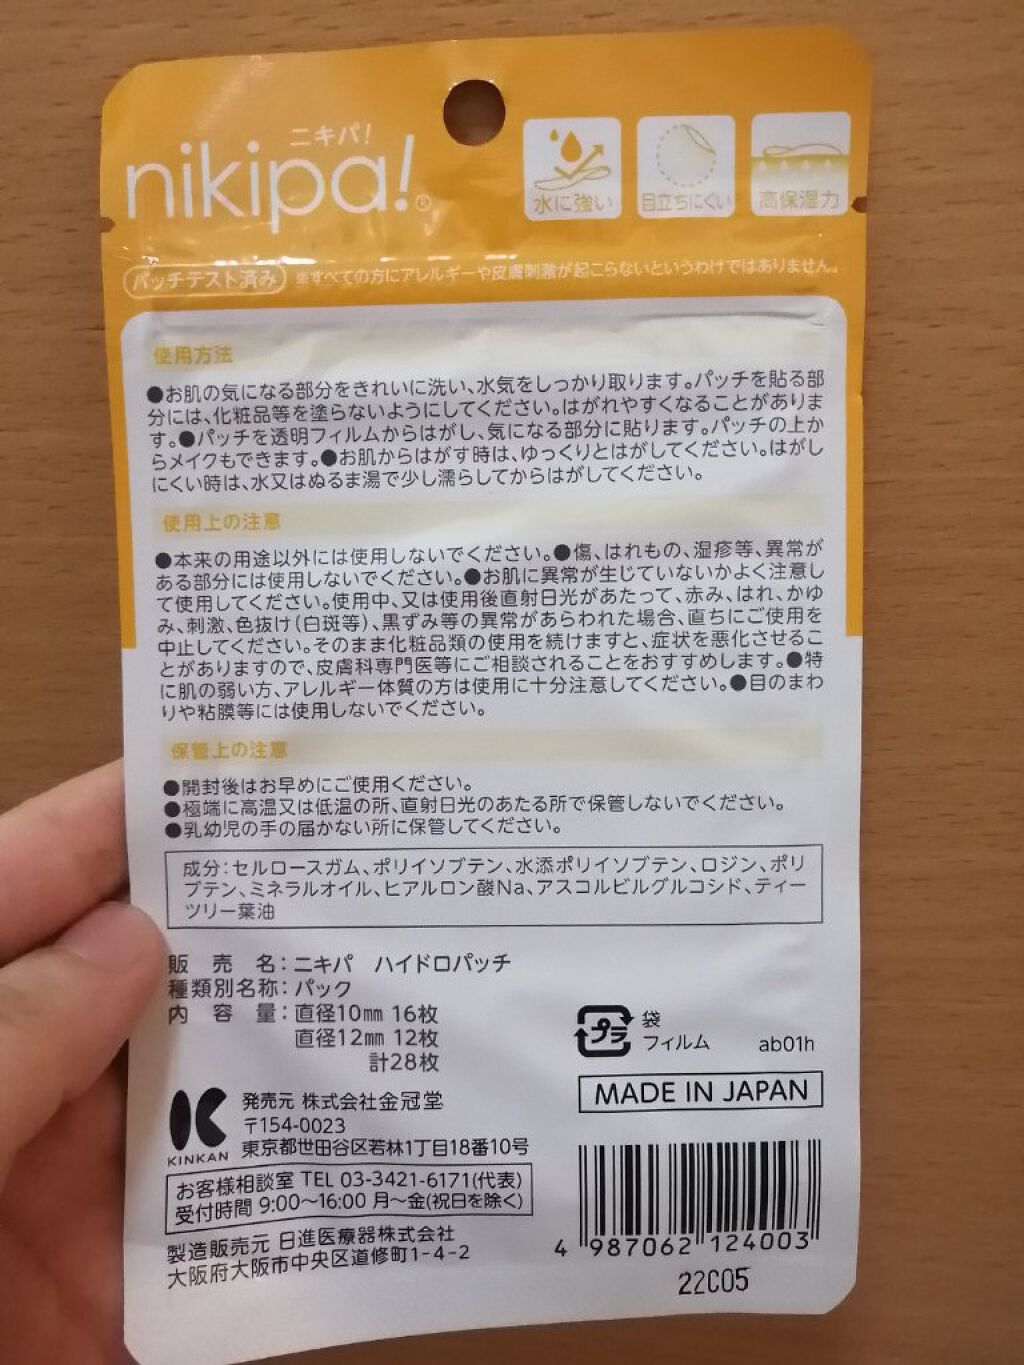 ニキパ!
nikipa!®
水に強い
目立ちにくい
高保湿力
パッチテスト済み ※すべての方にアレルギーや皮膚刺激が起こらないというわけではありません。
使用方法
●お肌の気になる部分をきれいに洗い、水気をしっかり取ります。パッチを貼る部
分には、化粧品等を塗らないようにしてください。はがれやすくなることがありま
す。●パッチを透明フィルムからはがし、気になる部分に貼ります。パッチの上か
らメイクもできます。●お肌からはがす時は、ゆっくりとはがしてください。はがし
にくい時は、水又はぬるま湯で少し濡らしてからはがしてください。
使用上の注意
●本来の用途以外には使用しないでください。●傷、はれもの、湿疹等、異常が
ある部分には使用しないでください。●お肌に異常が生じていないかよく注意し
て使用してください。使用中、又は使用後直射日光があたって、赤み、はれ、かゆ
み、刺激、色抜け(白斑等)、黒ずみ等の異常があらわれた場合、直ちにご使用を
中止してください。そのまま化粧品類の使用を続けますと、症状を悪化させるこ
とがありますので、皮膚科専門医等にご相談されることをおすすめします。●特
に肌の弱い方、アレルギー体質の方は使用に十分注意してください。●目のまわ
りや粘膜等には使用しないでください。
保管上の注意
●開封後はお早めにご使用ください。
●極端に高温又は低温の所、直射日光のあたる所で保管しないでください。
●乳幼児の手の届かない所に保管してください。
成分:セルロースガム、ポリイソブテン、水添ポリイソブテン、ロジン、ポリ
ブテン、ミネラルオイル、ヒアルロン酸Na、アスコルビルグルコシド、ティー
ツリー葉油
販売名:ニキパ ハイドロパッチ
種類別名称:パック
内容量:直径10㎜ 16枚
直径12㎜ 12枚
計28枚
プラ
袋
フィルム
ab01h
MADE IN JAPAN
KINKAN
発売元 株式会社金冠堂
〒154-0023
東京都世田谷区若林1丁目18番10号
お客様相談室 TEL 03-3421-6171(代表)
受付時間 9:00〜16:00 月〜金(祝日を除く)
製造販売元 日進医療器株式会社
大阪府大阪市中央区道修町1-4-2
4 987062 124003
22C05